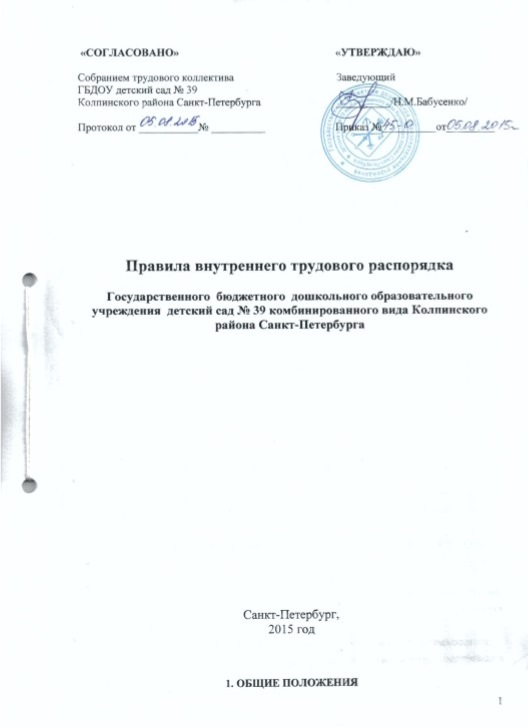 «СОГЛАСОВАНО»
Собранием трудового коллектива
ГБДОУ детский сад № 39
Колпинского района Санкт-Петербурга
Протокол от 05.08.2015 № _________
«УТВЕРЖДАЮ»
Заведующий
/Н.М.Бабусенко/
Приказ № 45-О от 05.08.2015г
Правила внутреннего трудового распорядка
Государственного бюджетного дошкольного образовательного
учреждения детский сад № 39 комбинированного вида Колпинского
района Санкт-Петербурга
Санкт-Петербург,
2015 год
1. ОБЩИЕ ПОЛОЖЕНИЯ
1